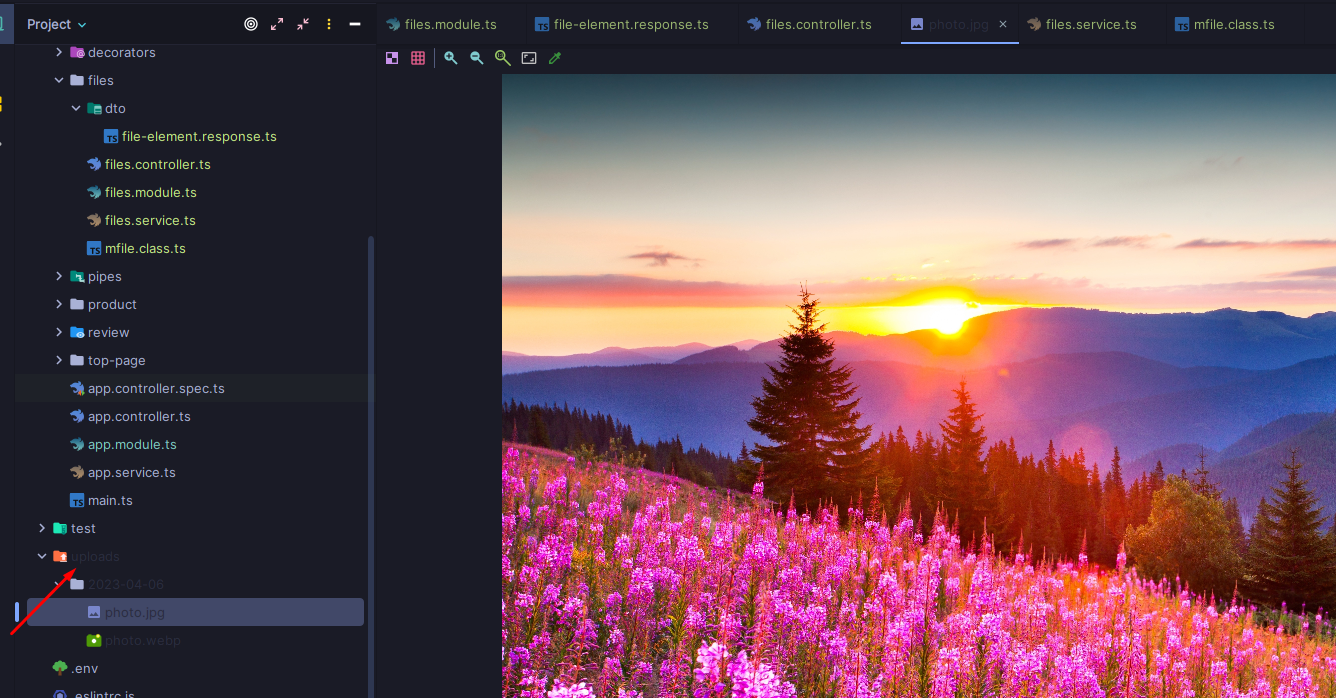 Project
files.module.ts
file-element.response.ts
files.controller.ts
photo.jpg
files.service.ts
mfile.class.ts
decorators
files
dto
file-element.response.ts
files.controller.ts
files.module.ts
files.service.ts
mfile.class.ts
pipes
product
review
top-page
app.controller.spec.ts
app.controller.ts
app.module.ts
app.service.ts
main.ts
test
uploads
2023-04-06
photo.jpg
photo.webp
.env
.eslintrc.js